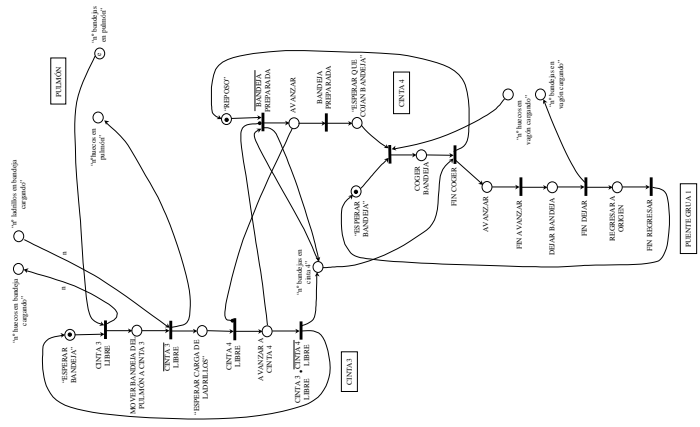 "nº huecos en bandeja
cargando"
"nº ladrillos en bandeja
cargando"
n
n
PULMÓN
"nº bandejas
en pulmón"
c
"nº huecos en
pulmón"
"ESPERAR
BANDEJA"
CINTA 3
LIBRE
MOVER BANDEJA DEL
PULMÓN A CINTA 3
CINTA 3
LIBRE
"ESPERAR CARGA DE
LADRILLOS"
CINTA 4
LIBRE
AVANZAR A
CINTA 4
CINTA 3 . CINTA 4
LIBRE LIBRE
CINTA 3
"nº bandejas en
cinta 4"
"REPOSO"
BANDEJA
PREPARADA
AVANZAR
BANDEJA
PREPARADA
"ESPERAR QUE
COJAN BANDEJA"
CINTA 4
"ESPERAR
BANDEJA"
COGER
BANDEJA
FIN COGER
AVANZAR
FIN AVANZAR
DEJAR BANDEJA
FIN DEJAR
REGRESAR A
ORIGEN
FIN REGRESAR
PUENTE GRUA 1
"nº huecos en
vagón cargando"
"nº bandejas en
vagón cargando"